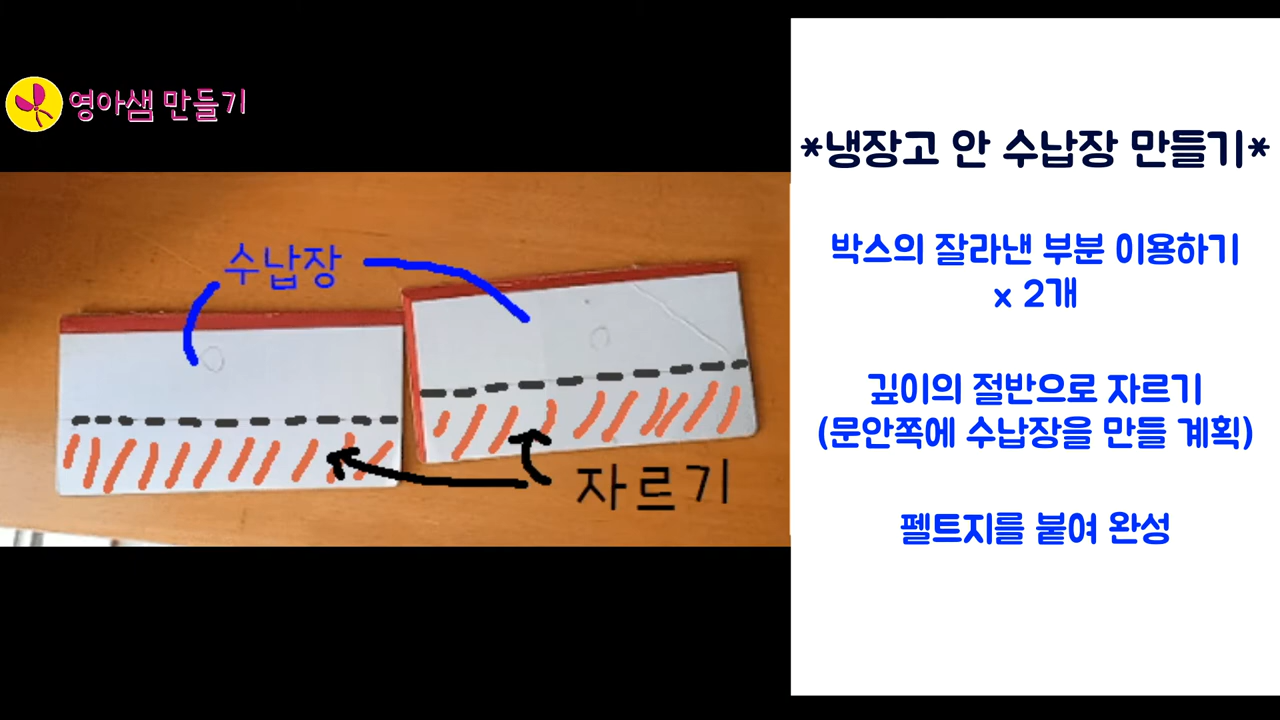 영아샘 만들기
수납장
자르기
*냉장고 안 수납장 만들기*
박스의 잘라낸 부분 이용하기
x 2개
깊이의 절반으로 자르기
(문안쪽에 수납장을 만들 계획)
펠트지를 붙여 완성